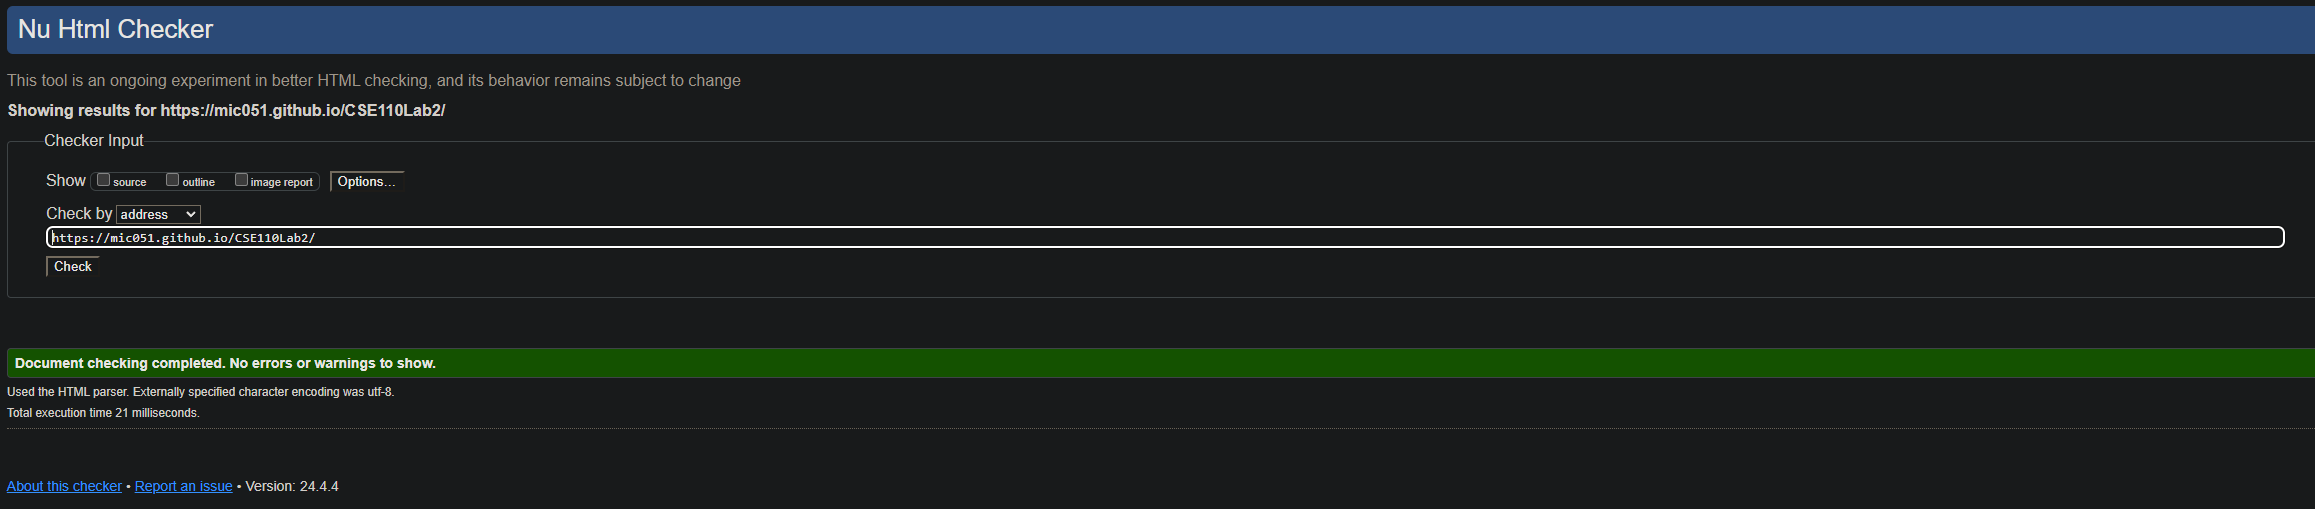 Nu Html Checker
This tool is an ongoing experiment in better HTML checking, and its behavior remains subject to change
Showing results for https://mic051.github.io/CSE110Lab2/
Checker Input
Show source outline image report Options...
Check by address
https://mic051.github.io/CSE110Lab2/
Check
Document checking completed. No errors or warnings to show.
Used the HTML parser. Externally specified character encoding was utf-8.
Total execution time 21 milliseconds.
About this checker • Report an issue • Version: 24.4.4